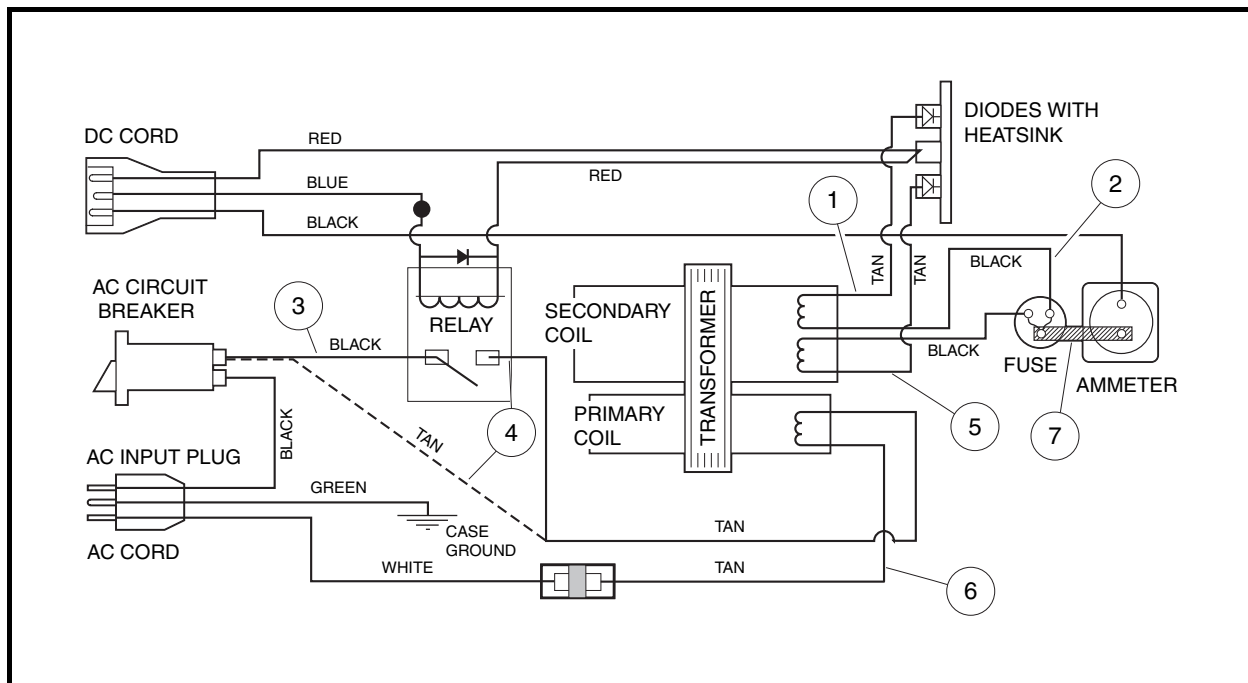 DC CORD
RED
BLUE
BLACK
RED
DIODES WITH
HEATSINK
1
2
TAN
TAN
BLACK
AC CIRCUIT
BREAKER
3
BLACK
RELAY
SECONDARY
COIL
TRANSFORMER
BLACK
FUSE
AMMETER
PRIMARY
COIL
4
5
7
TAN
BLACK
AC INPUT PLUG
GREEN
CASE
GROUND
AC CORD
WHITE
TAN
TAN
6